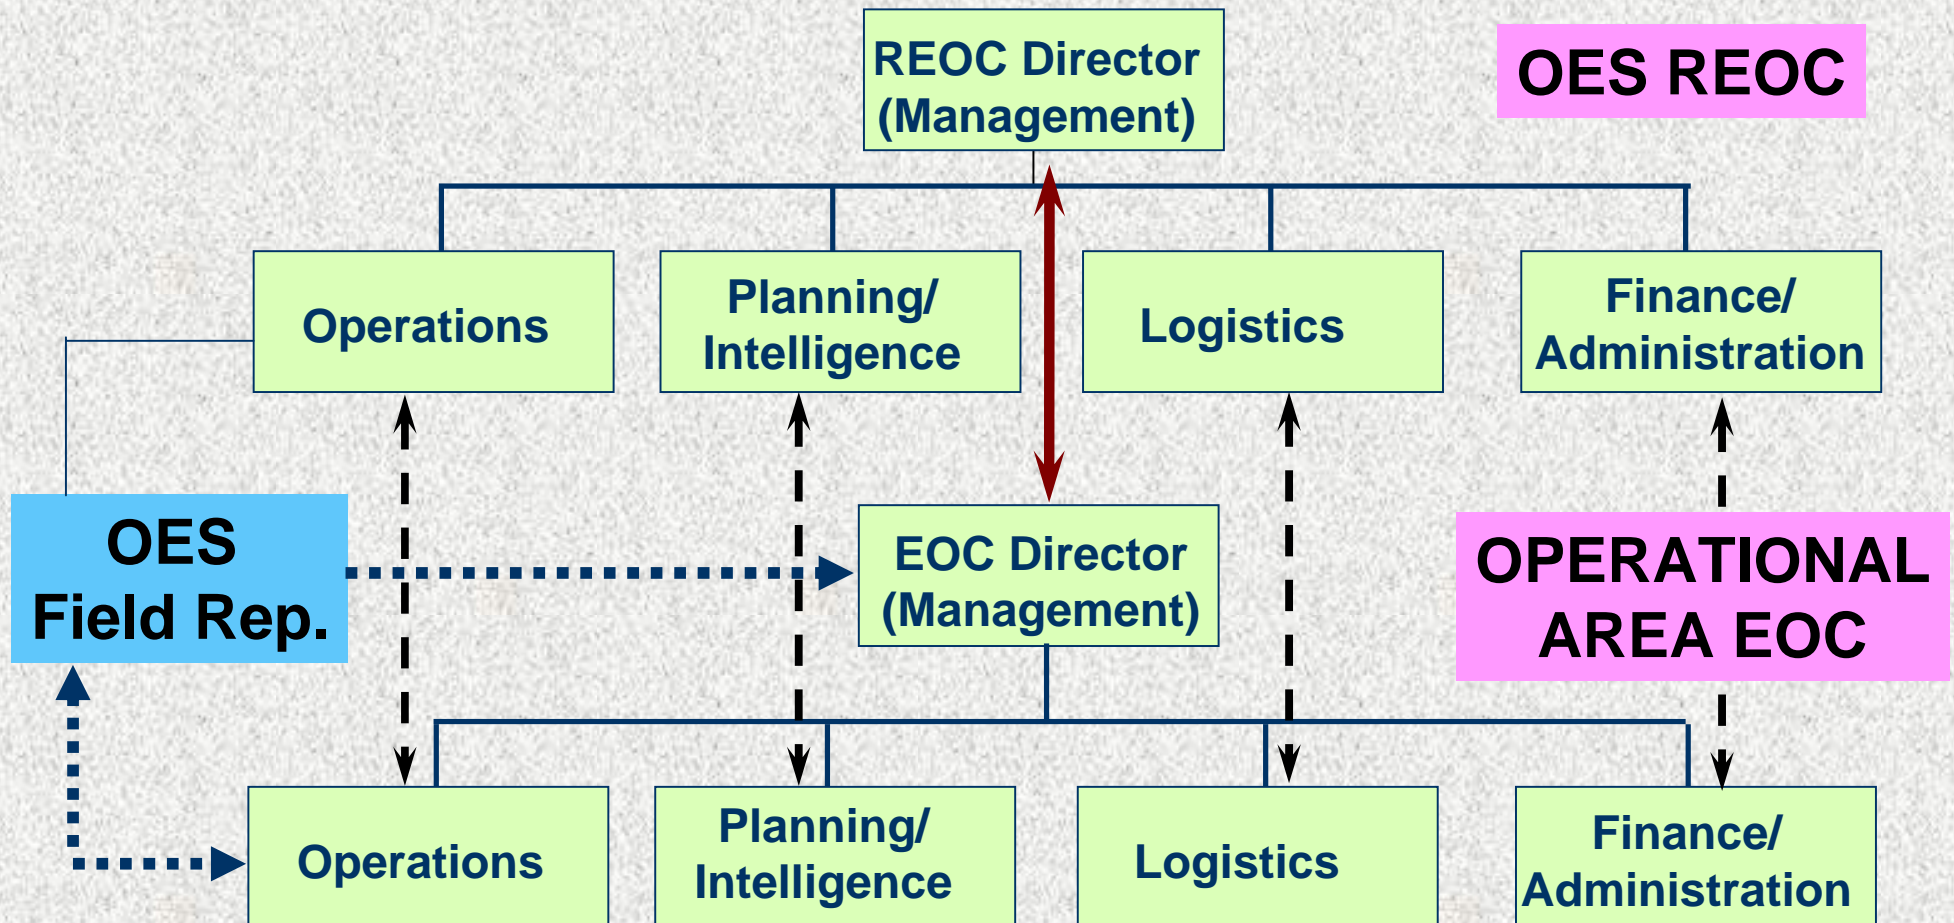 REOC Director
(Management)
OES REOC
Operations
Planning/
Intelligence
Logistics
Finance/
Administration
OES
Field Rep.
EOC Director
(Management)
OPERATIONAL
AREA EOC
Operations
Planning/
Intelligence
Logistics
Finance/
Administration